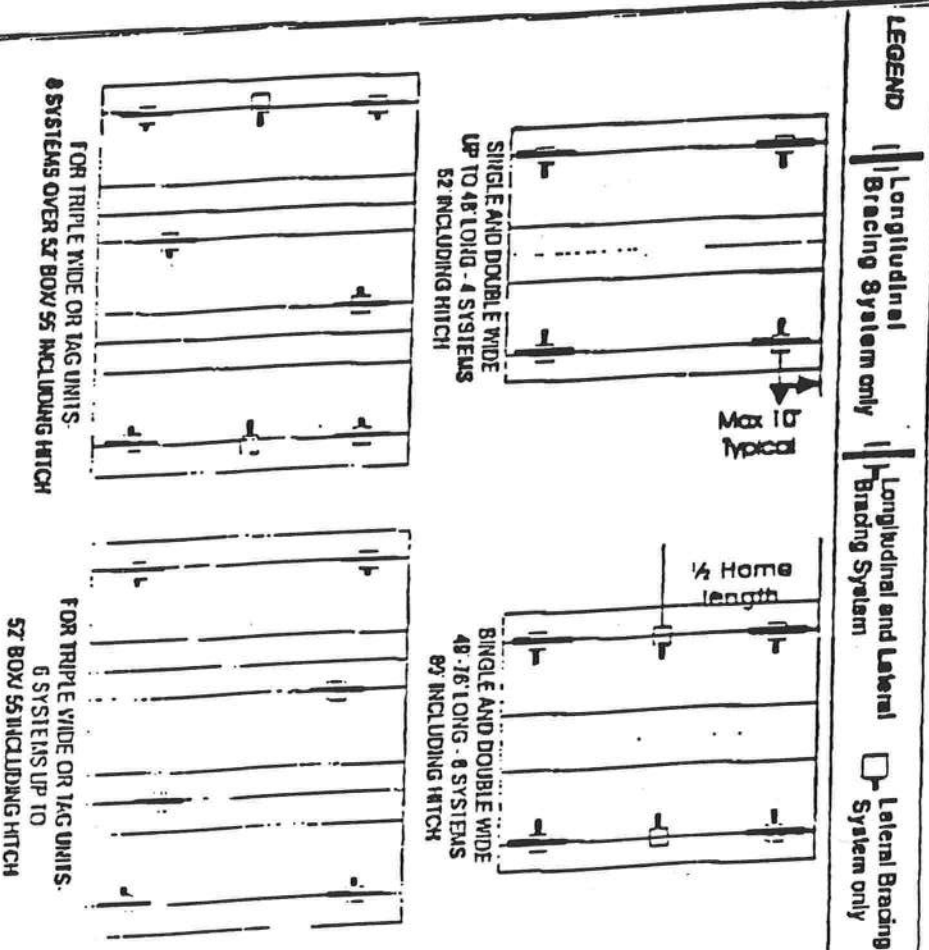 LEGEND
Longitudinal
Bracing System only
Longitudinal and Lateral
Bracing System
Lateral Bracing
System only
SINGLE AND DOUBLE WIDE
UP TO 48' LONG - 4 SYSTEMS
52' INCLUDING HITCH
Max 10'
Typical
½ Home
length
SINGLE AND DOUBLE WIDE
48'-76' LONG - 6 SYSTEMS
80' INCLUDING HITCH
FOR TRIPLE WIDE OR TAG UNITS.
8 SYSTEMS OVER 52' BOX/ 56' INCLUDING HITCH
FOR TRIPLE WIDE OR TAG UNITS.
6 SYSTEMS UP TO
52' BOX/ 56' INCLUDING HITCH